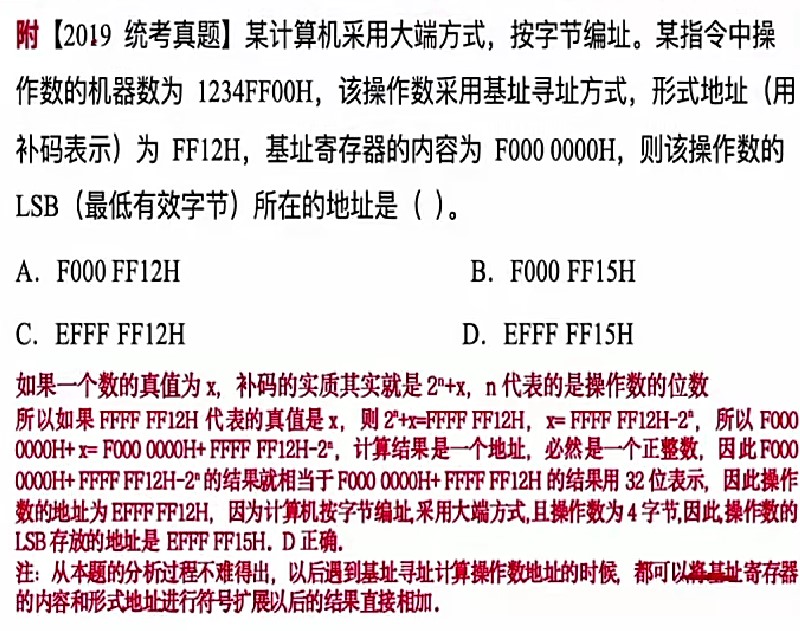 附【2019 统考真题】某计算机采用大端方式，按字节编址。某指令中操
作数的机器数为 1234FF00H，该操作数采用基址寻址方式，形式地址（用
补码表示）为 FF12H，基址寄存器的内容为 F000 0000H，则该操作数的
LSB（最低有效字节）所在的地址是（ ）。
A．F000 FF12H B．F000 FF15H
C．EFFF FF12H D．EFFF FF15H
如果一个数的真值为 x，补码的实质其实就是 2ⁿ+x，n 代表的是操作数的位数
所以如果 FFFF FF12H 代表的真值是 x，则 2ⁿ+x=FFFF FF12H，x= FFFF FF12H-2ⁿ，所以 F000
0000H+ x= F000 0000H+ FFFF FF12H-2ⁿ，计算结果是一个地址，必然是一个正整数，因此 F000
0000H+ FFFF FF12H-2ⁿ 的结果就相当于 F000 0000H+ FFFF FF12H 的结果用 32 位表示，因此操作
数的地址为 EFFF FF12H，因为计算机按字节编址,采用大端方式,且操作数为 4 字节,因此,操作数的
LSB 存放的地址是 EFFF FF15H．D 正确.
注：从本题的分析过程不难得出，以后遇到基址寻址计算操作数地址的时候，都可以将基址寄存器
的内容和形式地址进行符号扩展以后的结果直接相加．